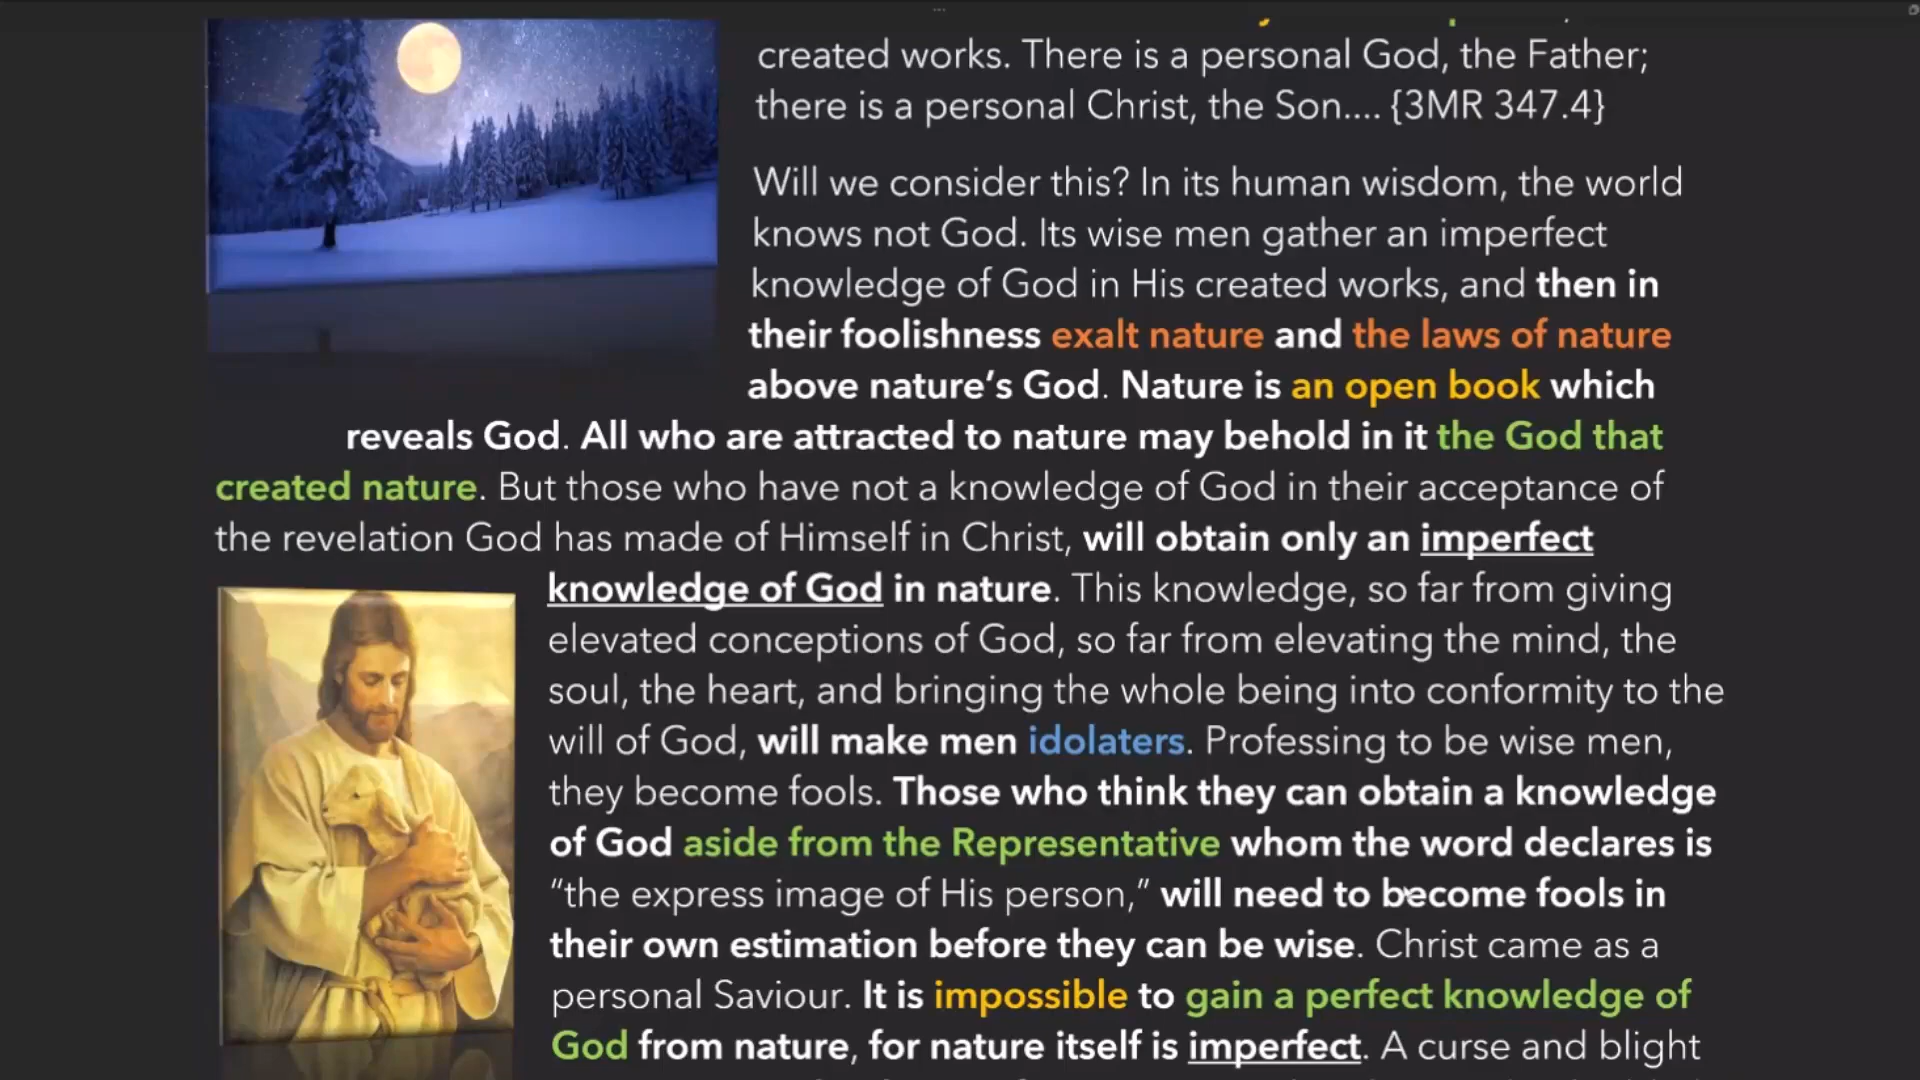 created works. There is a personal God, the Father;
there is a personal Christ, the Son.... {3MR 347.4}
Will we consider this? In its human wisdom, the world
knows not God. Its wise men gather an imperfect
knowledge of God in His created works, and then in
their foolishness exalt nature and the laws of nature
above nature’s God. Nature is an open book which
reveals God. All who are attracted to nature may behold in it the God that
created nature. But those who have not a knowledge of God in their acceptance of
the revelation God has made of Himself in Christ, will obtain only an imperfect
knowledge of God in nature. This knowledge, so far from giving
elevated conceptions of God, so far from elevating the mind, the
soul, the heart, and bringing the whole being into conformity to the
will of God, will make men idolaters. Professing to be wise men,
they become fools. Those who think they can obtain a knowledge
of God aside from the Representative whom the word declares is
“the express image of His person,” will need to become fools in
their own estimation before they can be wise. Christ came as a
personal Saviour. It is impossible to gain a perfect knowledge of
God from nature, for nature itself is imperfect. A curse and blight